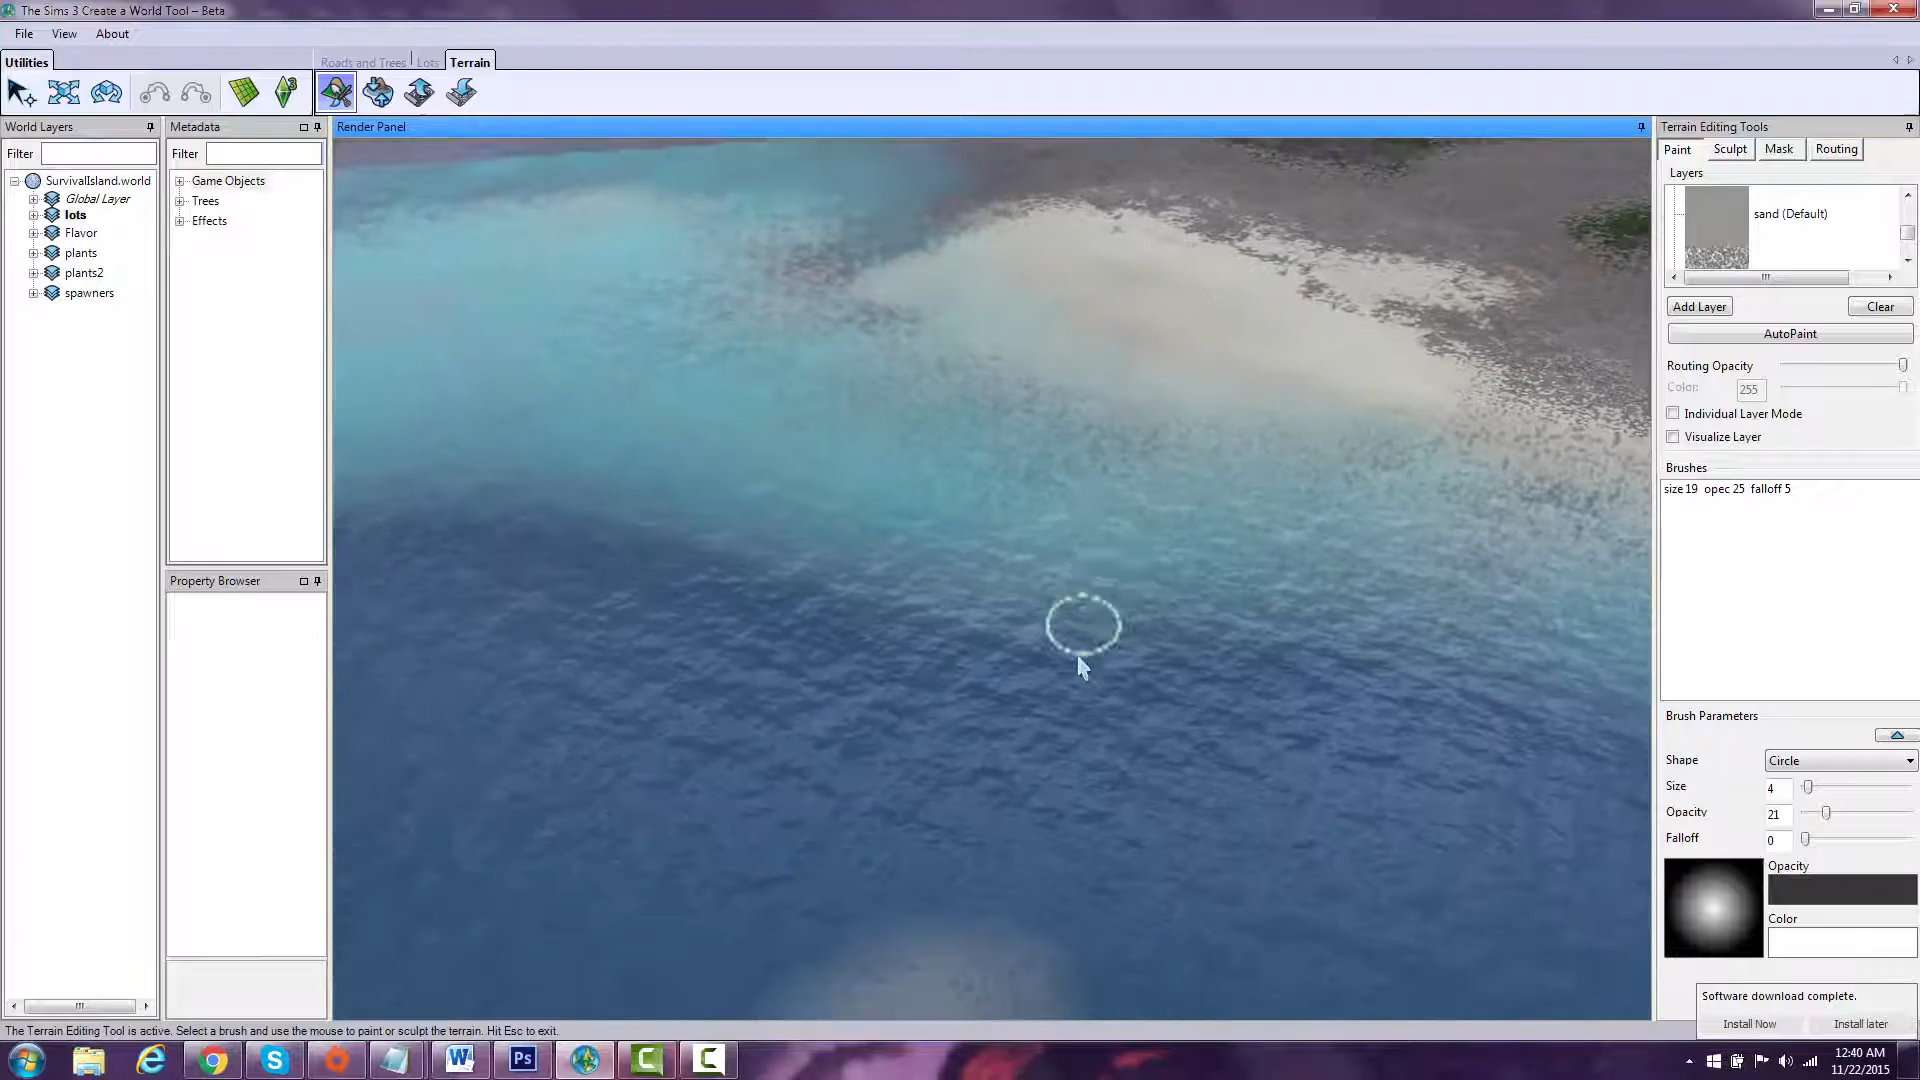 The Sims 3 Create a World Tool – Beta
File View About
Utilities Roads and Trees Lots Terrain
World Layers
Filter
SurvivalIsland.world
Global Layer
lots
Flavor
plants
plants2
spawners
Metadata
Filter
Game Objects
Trees
Effects
Property Browser
Render Panel
Terrain Editing Tools
Paint Sculpt Mask Routing
Layers
sand (Default)
Add Layer Clear
AutoPaint
Routing Opacity
Color: 255
Individual Layer Mode
Visualize Layer
Brushes
size 19 opec 25 falloff 5
Brush Parameters
Shape Circle
Size 4
Opacity 21
Falloff 0
Opacity
Color
Software download complete.
Install Now Install later
The Terrain Editing Tool is active. Select a brush and use the mouse to paint or sculpt the terrain. Hit Esc to exit.
12:40 AM
11/22/2015